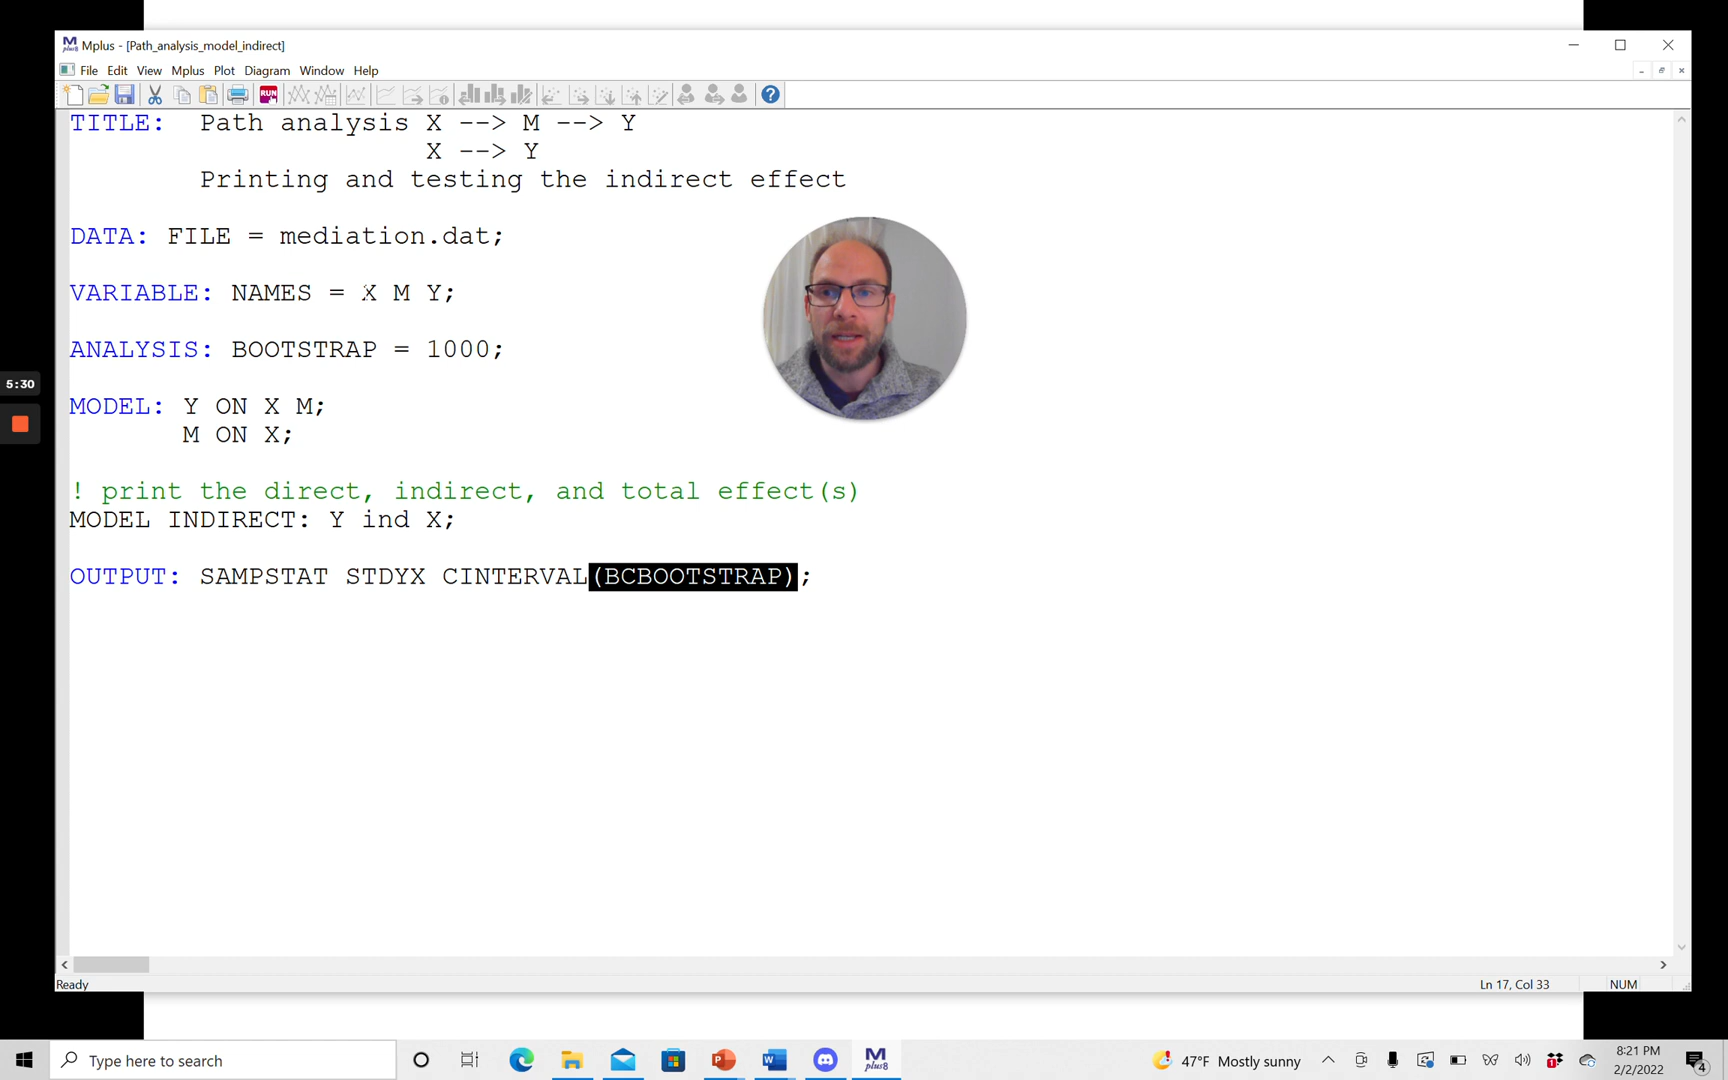 Mplus - [Path_analysis_model_indirect]
File Edit View Mplus Plot Diagram Window Help
RUN
TITLE: Path analysis X --> M --> Y
X --> Y
Printing and testing the indirect effect
DATA: FILE = mediation.dat;
VARIABLE: NAMES = X M Y;
ANALYSIS: BOOTSTRAP = 1000;
5:30
MODEL: Y ON X M;
M ON X;
! print the direct, indirect, and total effect(s)
MODEL INDIRECT: Y ind X;
OUTPUT: SAMPSTAT STDYX CINTERVAL(BCBOOTSTRAP);
Ready
Ln 17, Col 33
NUM
Type here to search
47°F Mostly sunny
8:21 PM
2/2/2022
4